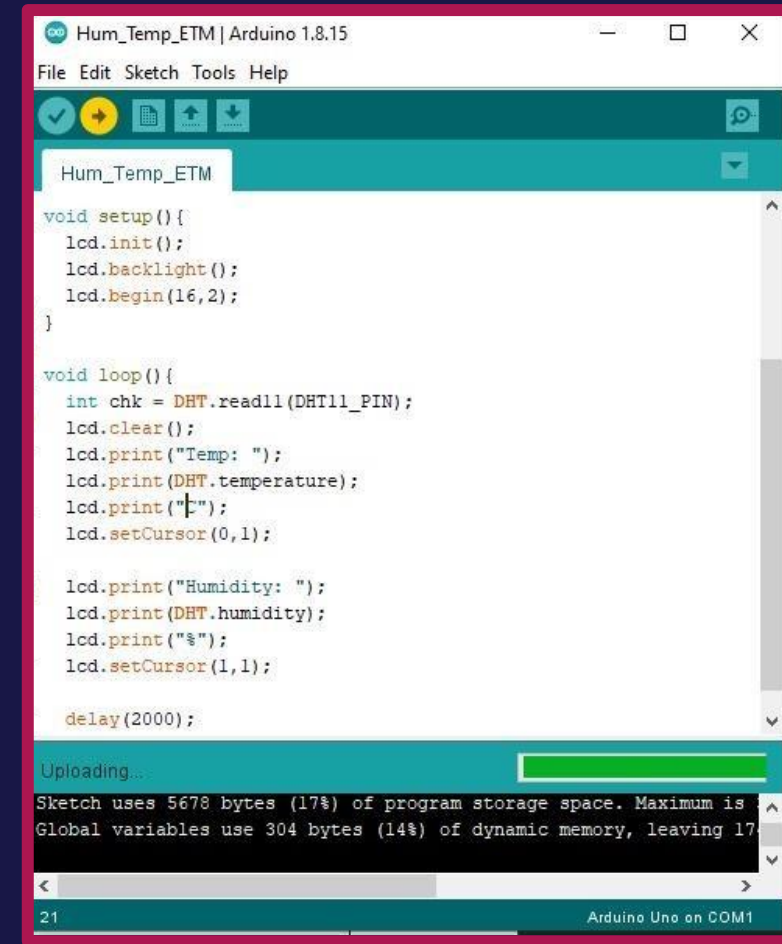 Hum_Temp_ETM | Arduino 1.8.15
File Edit Sketch Tools Help
Hum_Temp_ETM
void setup(){
  lcd.init();
  lcd.backlight();
  lcd.begin(16,2);
}
void loop(){
  int chk = DHT.read11(DHT11_PIN);
  lcd.clear();
  lcd.print("Temp: ");
  lcd.print(DHT.temperature);
  lcd.print("C");
  lcd.setCursor(0,1);
  lcd.print("Humidity: ");
  lcd.print(DHT.humidity);
  lcd.print("%");
  lcd.setCursor(1,1);
  delay(2000);
Uploading...
Sketch uses 5678 bytes (17%) of program storage space. Maximum is
Global variables use 304 bytes (14%) of dynamic memory, leaving 17
21
Arduino Uno on COM1